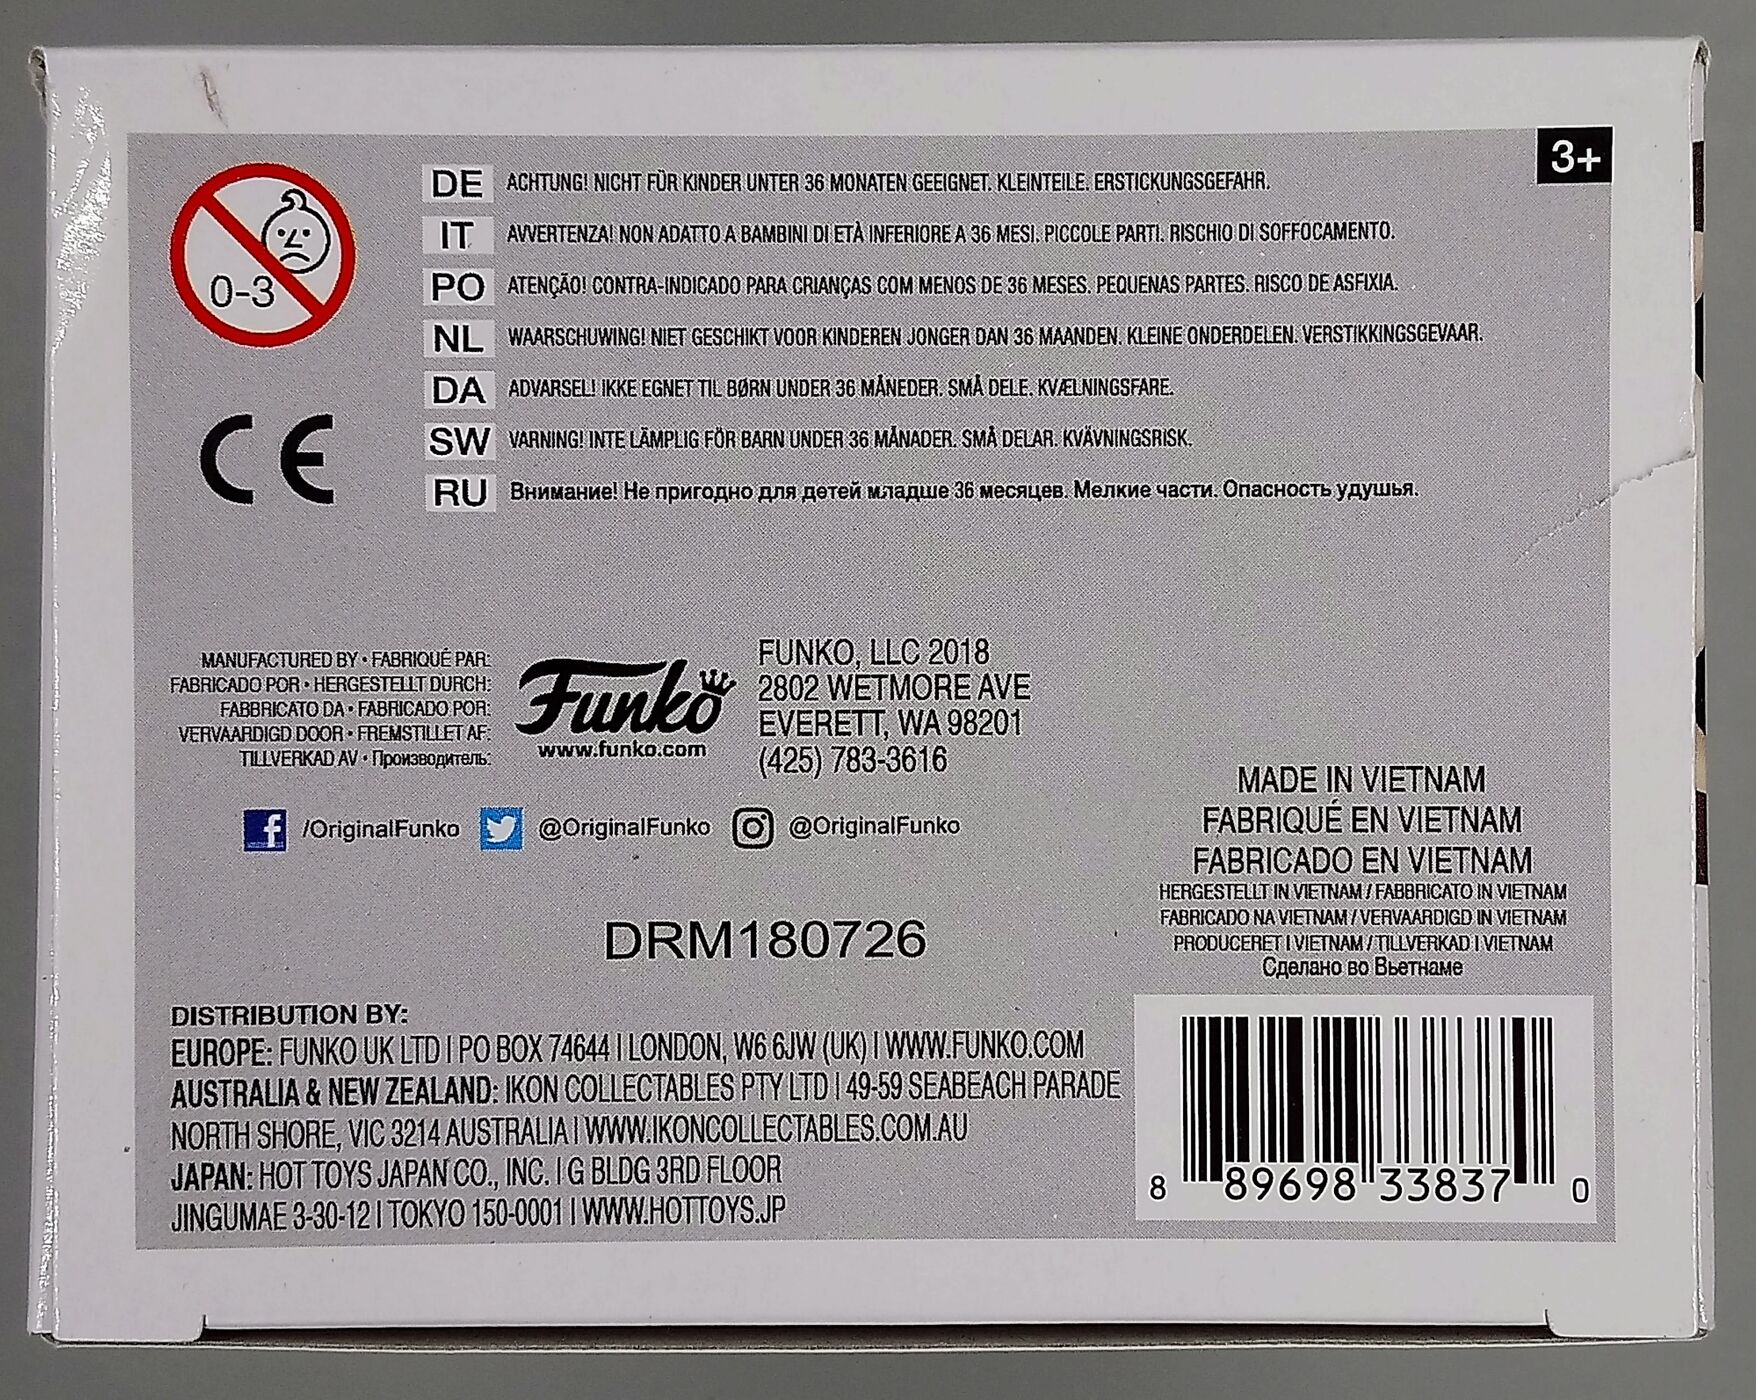 3+
0-3
DE ACHTUNG! NICHT FÜR KINDER UNTER 36 MONATEN GEEIGNET. KLEINTEILE. ERSTICKUNGSGEFAHR.
IT AVVERTENZA! NON ADATTO A BAMBINI DI ETÀ INFERIORE A 36 MESI. PICCOLE PARTI. RISCHIO DI SOFFOCAMENTO.
PO ATENÇÃO! CONTRA-INDICADO PARA CRIANÇAS COM MENOS DE 36 MESES. PEQUENAS PARTES. RISCO DE ASFIXIA.
NL WAARSCHUWING! NIET GESCHIKT VOOR KINDEREN JONGER DAN 36 MAANDEN. KLEINE ONDERDELEN. VERSTIKKINGSGEVAAR.
DA ADVARSEL! IKKE EGNET TIL BØRN UNDER 36 MÅNEDER. SMÅ DELE. KVÆLNINGSFARE.
SW VARNING! INTE LÄMPLIG FÖR BARN UNDER 36 MÅNADER. SMÅ DELAR. KVÄVNINGSRISK.
RU Внимание! Не пригодно для детей младше 36 месяцев. Мелкие части. Опасность удушья.
CE
MANUFACTURED BY • FABRIQUÉ PAR:
FABRICADO POR • HERGESTELLT DURCH:
FABBRICATO DA • FABRICADO POR:
VERVAARDIGD DOOR • FREMSTILLET AF:
TILLVERKAD AV • Производитель:
Funko
www.funko.com
FUNKO, LLC 2018
2802 WETMORE AVE
EVERETT, WA 98201
(425) 783-3616
/OriginalFunko @OriginalFunko @OriginalFunko
MADE IN VIETNAM
FABRIQUÉ EN VIETNAM
FABRICADO EN VIETNAM
HERGESTELLT IN VIETNAM / FABBRICATO IN VIETNAM
FABRICADO NA VIETNAM / VERVAARDIGD IN VIETNAM
PRODUCERET I VIETNAM / TILLVERKAD I VIETNAM
Сделано во Вьетнаме
DRM180726
DISTRIBUTION BY:
EUROPE: FUNKO UK LTD | PO BOX 74644 | LONDON, W6 6JW (UK) | WWW.FUNKO.COM
AUSTRALIA & NEW ZEALAND: IKON COLLECTABLES PTY LTD | 49-59 SEABEACH PARADE
NORTH SHORE, VIC 3214 AUSTRALIA | WWW.IKONCOLLECTABLES.COM.AU
JAPAN: HOT TOYS JAPAN CO., INC. | G BLDG 3RD FLOOR
JINGUMAE 3-30-12 | TOKYO 150-0001 | WWW.HOTTOYS.JP
8 89698 33837 0